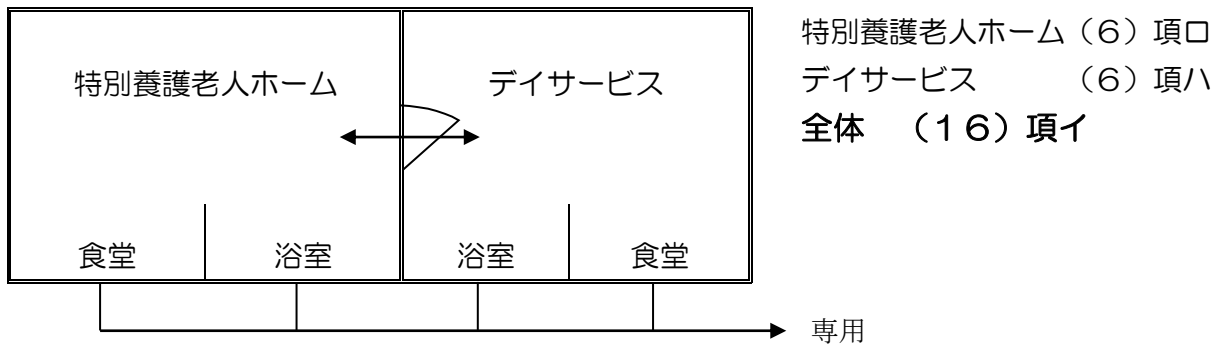 特別養護老人ホーム
デイサービス
食堂
浴室
浴室
食堂
専用
特別養護老人ホーム（６）項ロ
デイサービス　　　（６）項ハ
全体　（１６）項イ